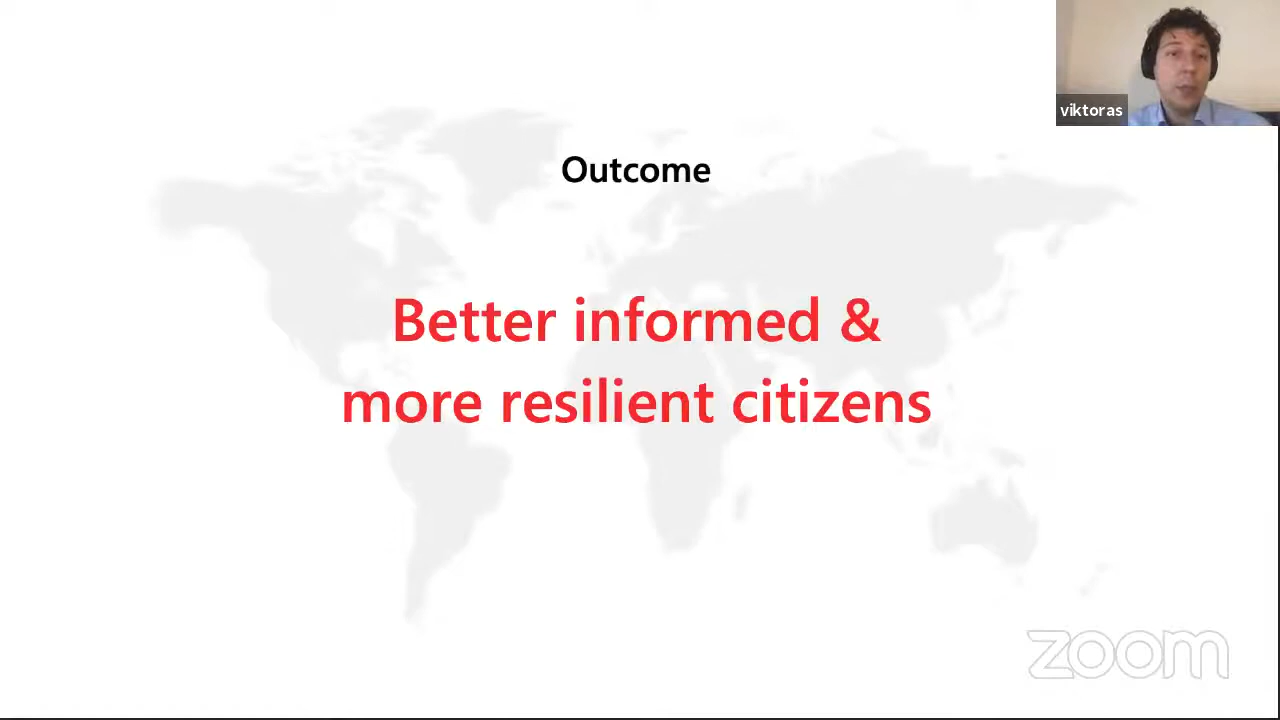 viktoras
Outcome
Better informed &
more resilient citizens
zoom